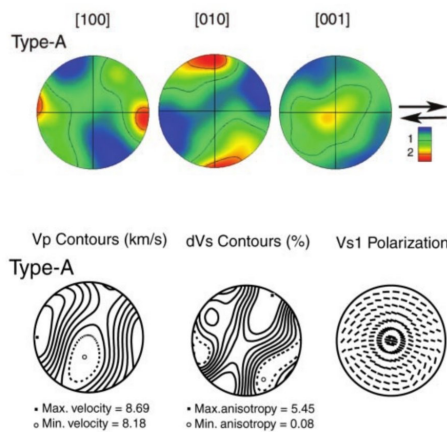 [100] [010] [001]
Type-A
1
2
Vp Contours (km/s) dVs Contours (%) Vs1 Polarization
Type-A
Max. velocity = 8.69 Max.anisotropy = 5.45
Min. velocity = 8.18 Min. anisotropy = 0.08